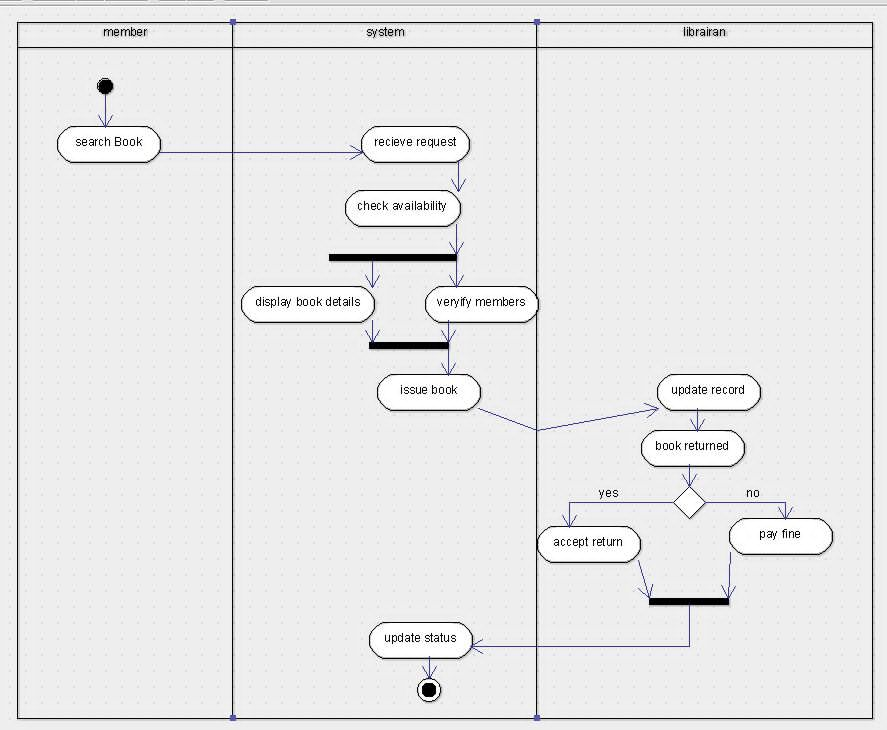 member
system
librairan
search Book
recieve request
check availability
display book details
veryify members
issue book
update record
book returned
yes
no
accept return
pay fine
update status